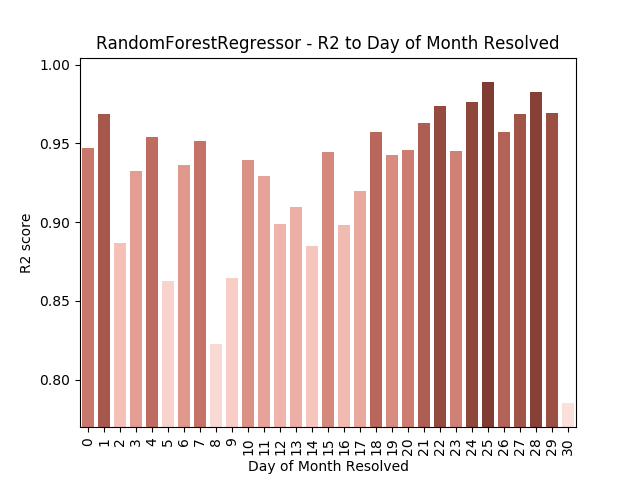 RandomForestRegressor - R2 to Day of Month Resolved
1.00
0.95
0.90
0.85
0.80
R2 score
0 1 2 3 4 5 6 7 8 9 10 11 12 13 14 15 16 17 18 19 20 21 22 23 24 25 26 27 28 29 30
Day of Month Resolved